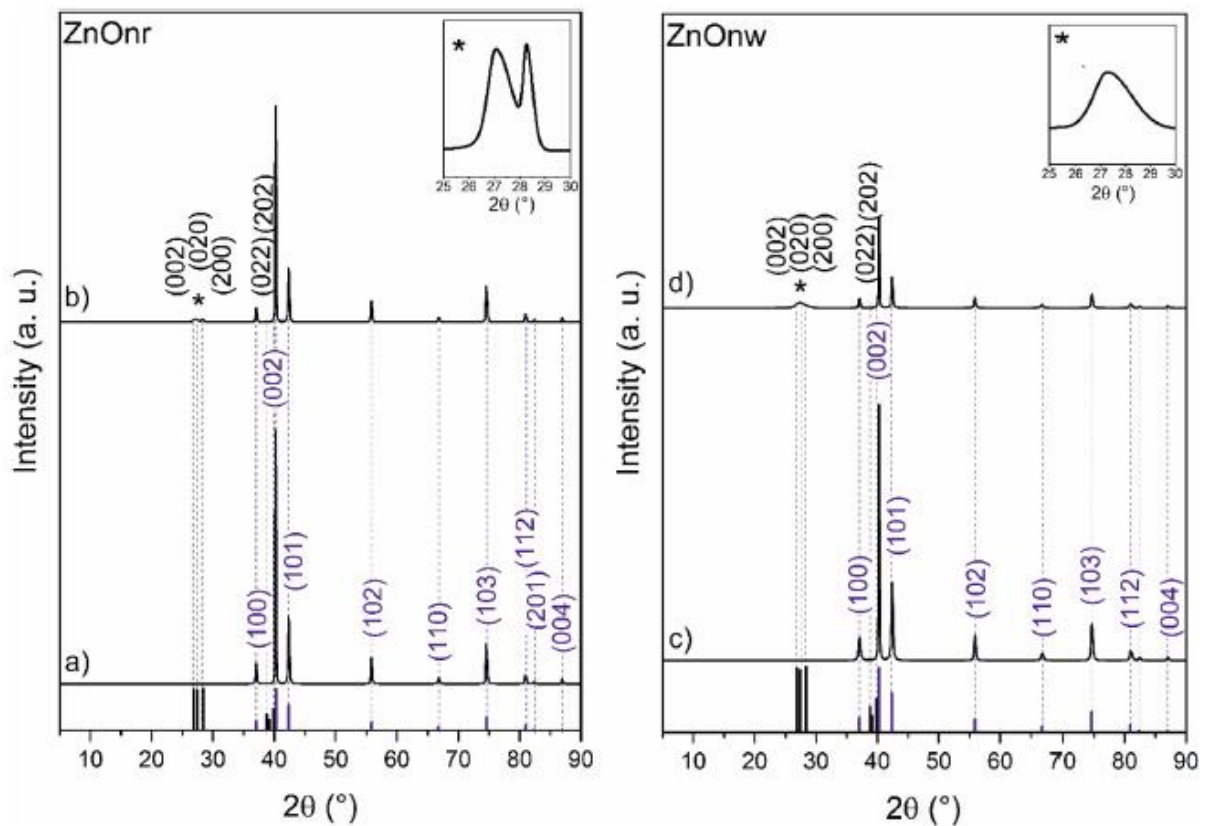 ZnOnr
*
25 26 27 28 29 30
2θ (°)
(002)
(020)
(200)
(022)
(202)
*
b)
(002)
(100)
(101)
(102)
(110)
(103)
(112)
(201)
(004)
a)
Intensity (a. u.)
10 20 30 40 50 60 70 80 90
2θ (°)
ZnOnw
*
25 26 27 28 29 30
2θ (°)
(002)
(020)
(200)
(022)
(202)
*
d)
(002)
(100)
(101)
(102)
(110)
(103)
(112)
(004)
c)
Intensity (a. u.)
10 20 30 40 50 60 70 80 90
2θ (°)